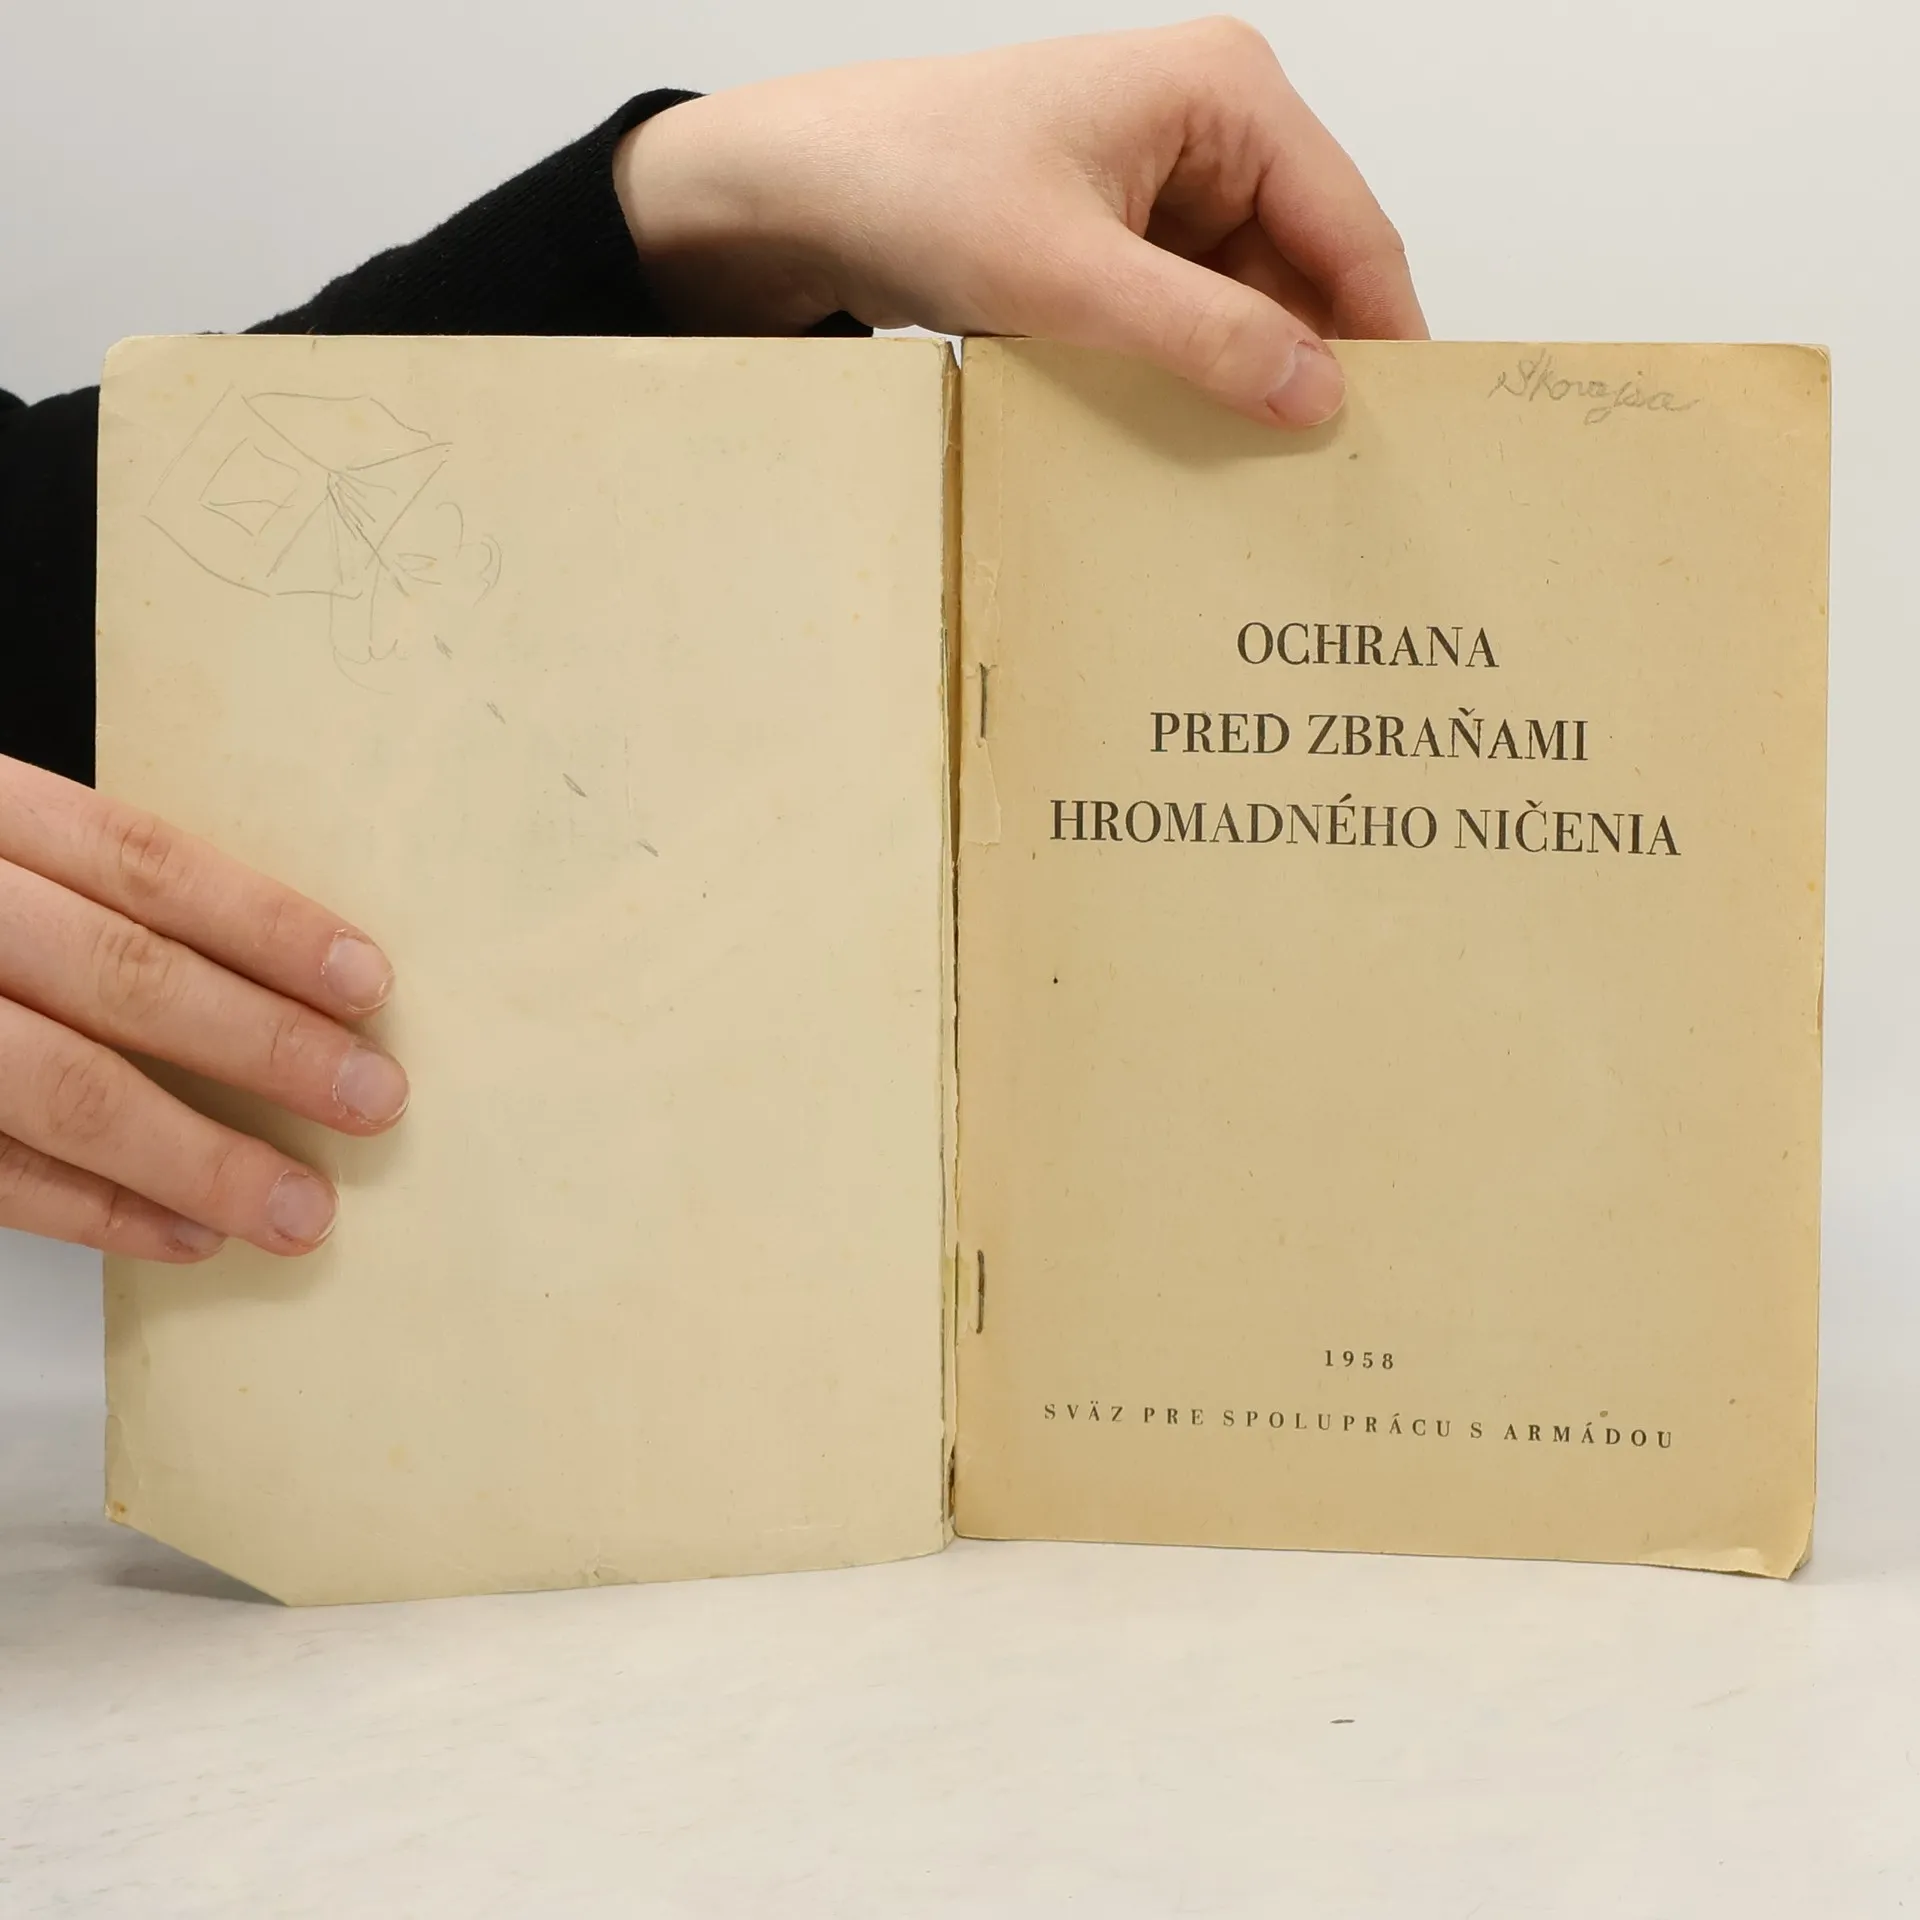 OCHRANA
PRED ZBRAŇAMI
HROMADNÉHO NIČENIA
1958
SVÄZ PRE SPOLUPRÁCU S ARMÁDOU